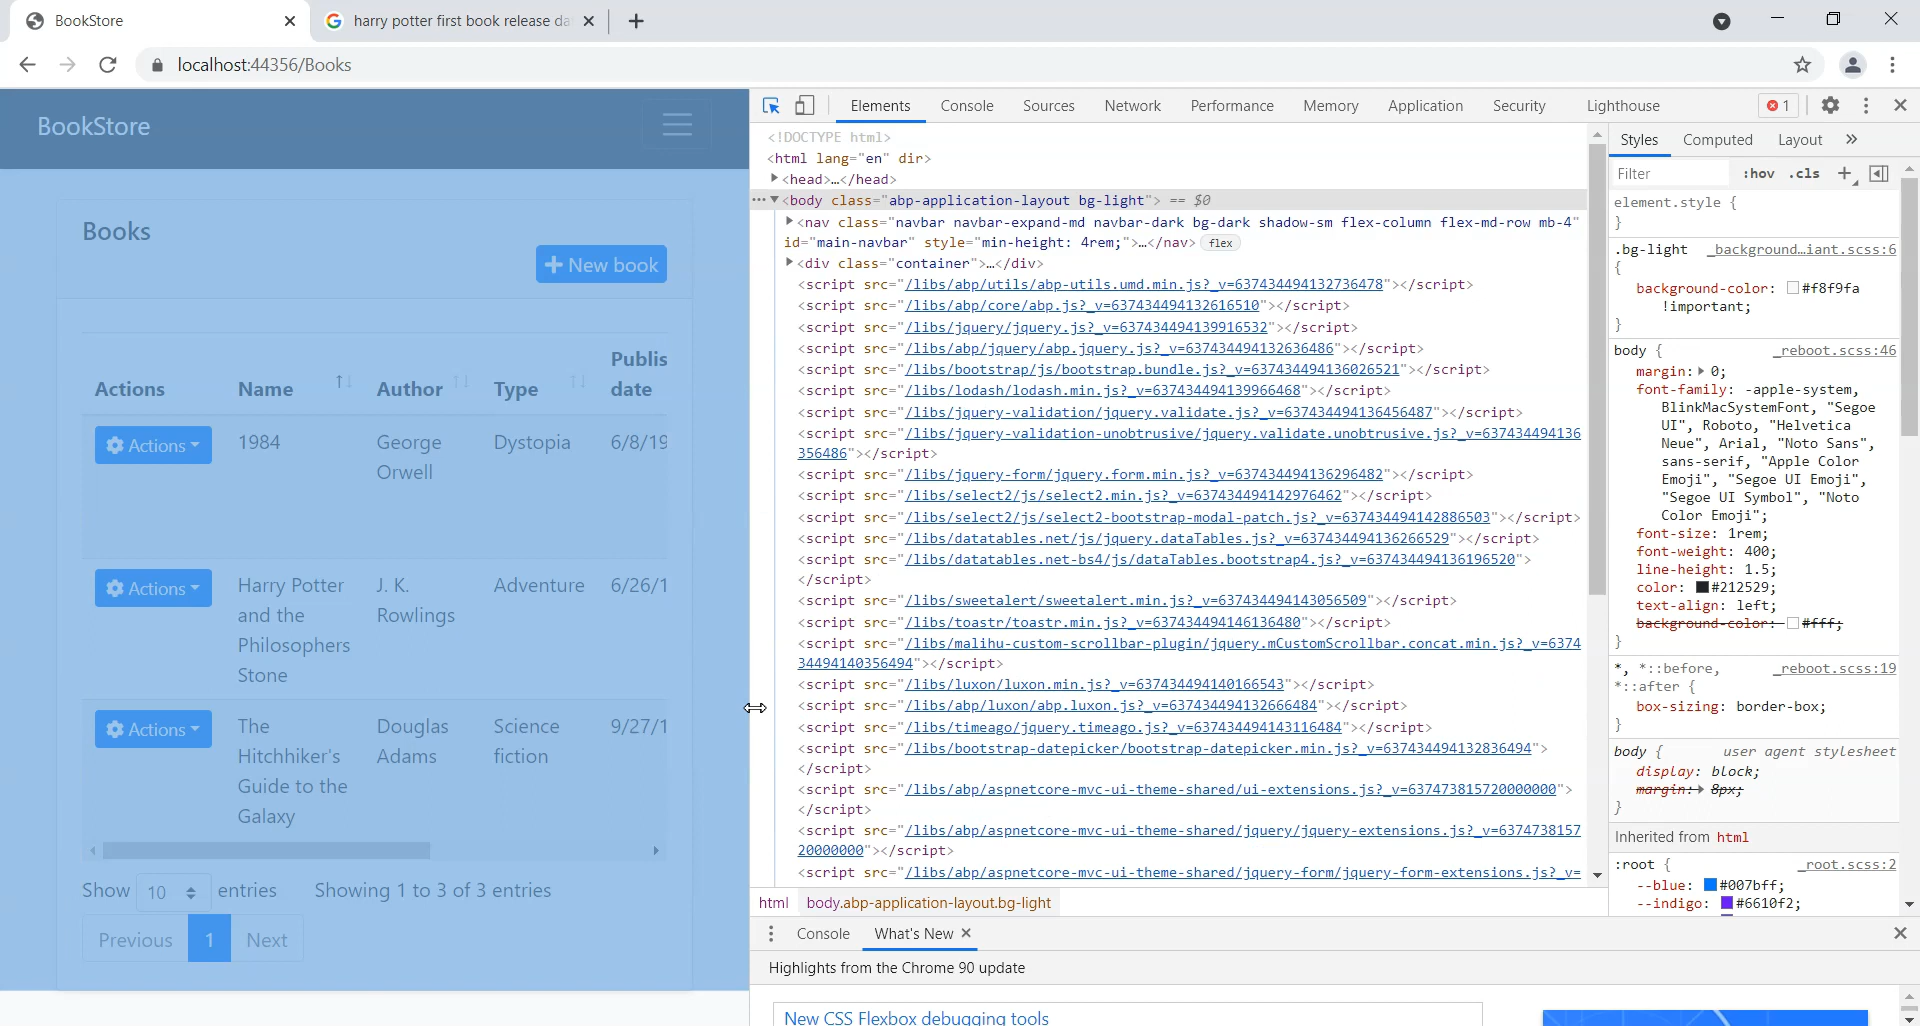 BookStore
harry potter first book release da
localhost:44356/Books
BookStore
Books
New book
Actions Name Author Type Publis
date
Actions 1984 George
Orwell Dystopia 6/8/19
Actions Harry Potter
and the
Philosophers
Stone J. K.
Rowlings Adventure 6/26/1
Actions The
Hitchhiker's
Guide to the
Galaxy Douglas
Adams Science
fiction 9/27/1
Show 10 entries Showing 1 to 3 of 3 entries
Previous 1 Next
Elements Console Sources Network Performance Memory Application Security Lighthouse 1
<!DOCTYPE html>
<html lang="en" dir>
<head>…</head>
<body class="abp-application-layout bg-light"> == $0
<nav class="navbar navbar-expand-md navbar-dark bg-dark shadow-sm flex-column flex-md-row mb-4"
id="main-navbar" style="min-height: 4rem;">…</nav> flex
<div class="container">…</div>
<script src="/libs/abp/utils/abp-utils.umd.min.js?_v=637434494132736478"></script>
<script src="/libs/abp/core/abp.js?_v=637434494132616510"></script>
<script src="/libs/jquery/jquery.js?_v=637434494139916532"></script>
<script src="/libs/abp/jquery/abp.jquery.js?_v=637434494132636486"></script>
<script src="/libs/bootstrap/js/bootstrap.bundle.js?_v=637434494136026521"></script>
<script src="/libs/lodash/lodash.min.js?_v=637434494139966468"></script>
<script src="/libs/jquery-validation/jquery.validate.js?_v=637434494136456487"></script>
<script src="/libs/jquery-validation-unobtrusive/jquery.validate.unobtrusive.js?_v=637434494136
356486"></script>
<script src="/libs/jquery-form/jquery.form.min.js?_v=637434494136296482"></script>
<script src="/libs/select2/js/select2.min.js?_v=637434494142976462"></script>
<script src="/libs/select2/js/select2-bootstrap-modal-patch.js?_v=637434494142886503"></script>
<script src="/libs/datatables.net/js/jquery.dataTables.js?_v=637434494136266529"></script>
<script src="/libs/datatables.net-bs4/js/dataTables.bootstrap4.js?_v=637434494136196520">
</script>
<script src="/libs/sweetalert/sweetalert.min.js?_v=637434494143056509"></script>
<script src="/libs/toastr/toastr.min.js?_v=637434494146136480"></script>
<script src="/libs/malihu-custom-scrollbar-plugin/jquery.mCustomScrollbar.concat.min.js?_v=6374
34494140356494"></script>
<script src="/libs/luxon/luxon.min.js?_v=637434494140166543"></script>
<script src="/libs/abp/luxon/abp.luxon.js?_v=637434494132666484"></script>
<script src="/libs/timeago/jquery.timeago.js?_v=637434494143116484"></script>
<script src="/libs/bootstrap-datepicker/bootstrap-datepicker.min.js?_v=637434494132836494">
</script>
<script src="/libs/abp/aspnetcore-mvc-ui-theme-shared/ui-extensions.js?_v=637473815720000000">
</script>
<script src="/libs/abp/aspnetcore-mvc-ui-theme-shared/jquery/jquery-extensions.js?_v=6374738157
20000000"></script>
<script src="/libs/abp/aspnetcore-mvc-ui-theme-shared/jquery-form/jquery-form-extensions.js?_v=
html body.abp-application-layout.bg-light
Styles Computed Layout
Filter :hov .cls
element.style {
}
.bg-light _background…iant.scss:6
{
background-color: #f8f9fa
!important;
}
body { _reboot.scss:46
margin: 0;
font-family: -apple-system,
BlinkMacSystemFont, "Segoe
UI", Roboto, "Helvetica
Neue", Arial, "Noto Sans",
sans-serif, "Apple Color
Emoji", "Segoe UI Emoji",
"Segoe UI Symbol", "Noto
Color Emoji";
font-size: 1rem;
font-weight: 400;
line-height: 1.5;
color: #212529;
text-align: left;
background-color: #fff;
}
*, *::before, _reboot.scss:19
*::after {
box-sizing: border-box;
}
body { user agent stylesheet
display: block;
margin: 8px;
}
Inherited from html
:root { _root.scss:2
--blue: #007bff;
--indigo: #6610f2;
Console What's New
Highlights from the Chrome 90 update
New CSS Flexbox debugging tools